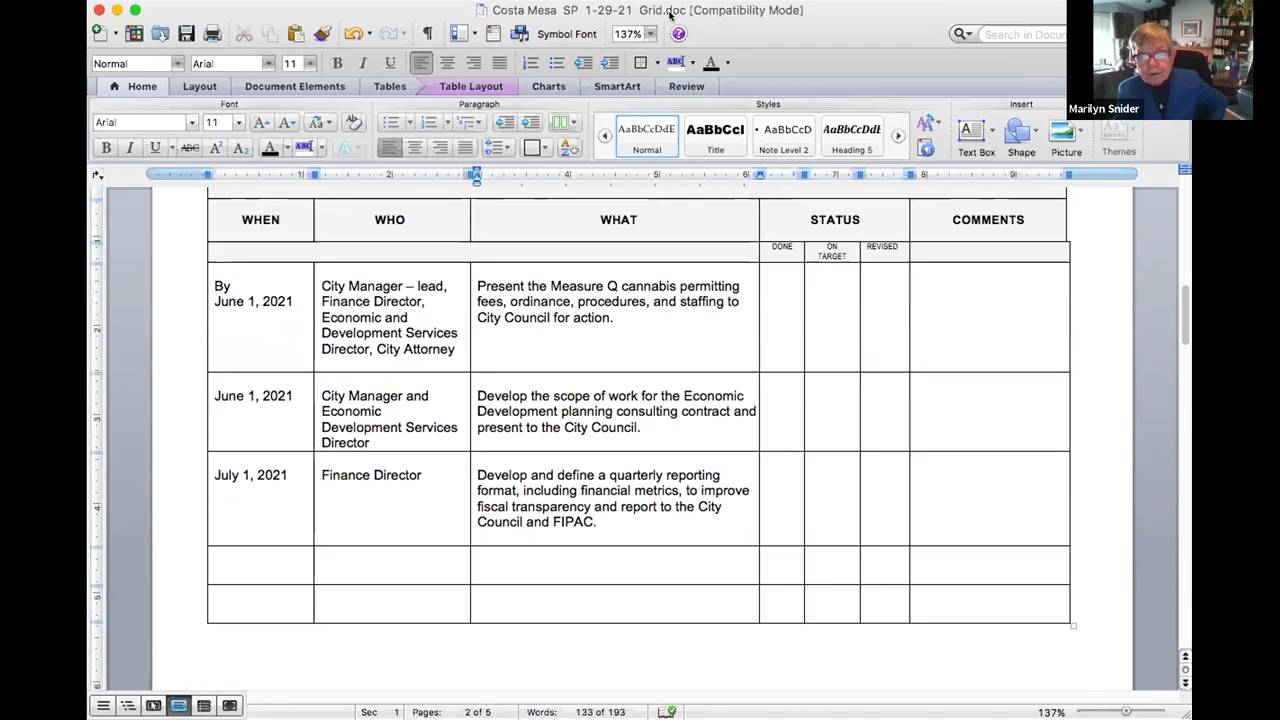 Costa Mesa SP 1-29-21 Grid.doc [Compatibility Mode]
Symbol Font
137%
Search in Docum
Normal
Arial
11
B I U
ABC
A
Home
Layout
Document Elements
Tables
Table Layout
Charts
SmartArt
Review
Marilyn Snider
Font
Paragraph
Styles
Insert
Themes
Arial
11
AaBbCcDdE
AaBbCcI
AaBbCcD
AaBbCcDdE
Normal
Title
Note Level 2
Heading 5
Text Box
Shape
Picture
Themes
WHEN
WHO
WHAT
STATUS
COMMENTS
DONE
ON
TARGET
REVISED
By
June 1, 2021
City Manager – lead,
Finance Director,
Economic and
Development Services
Director, City Attorney
Present the Measure Q cannabis permitting
fees, ordinance, procedures, and staffing to
City Council for action.
June 1, 2021
City Manager and
Economic
Development Services
Director
Develop the scope of work for the Economic
Development planning consulting contract and
present to the City Council.
July 1, 2021
Finance Director
Develop and define a quarterly reporting
format, including financial metrics, to improve
fiscal transparency and report to the City
Council and FIPAC.
Sec 1
Pages: 2 of 5
Words: 133 of 193
137%